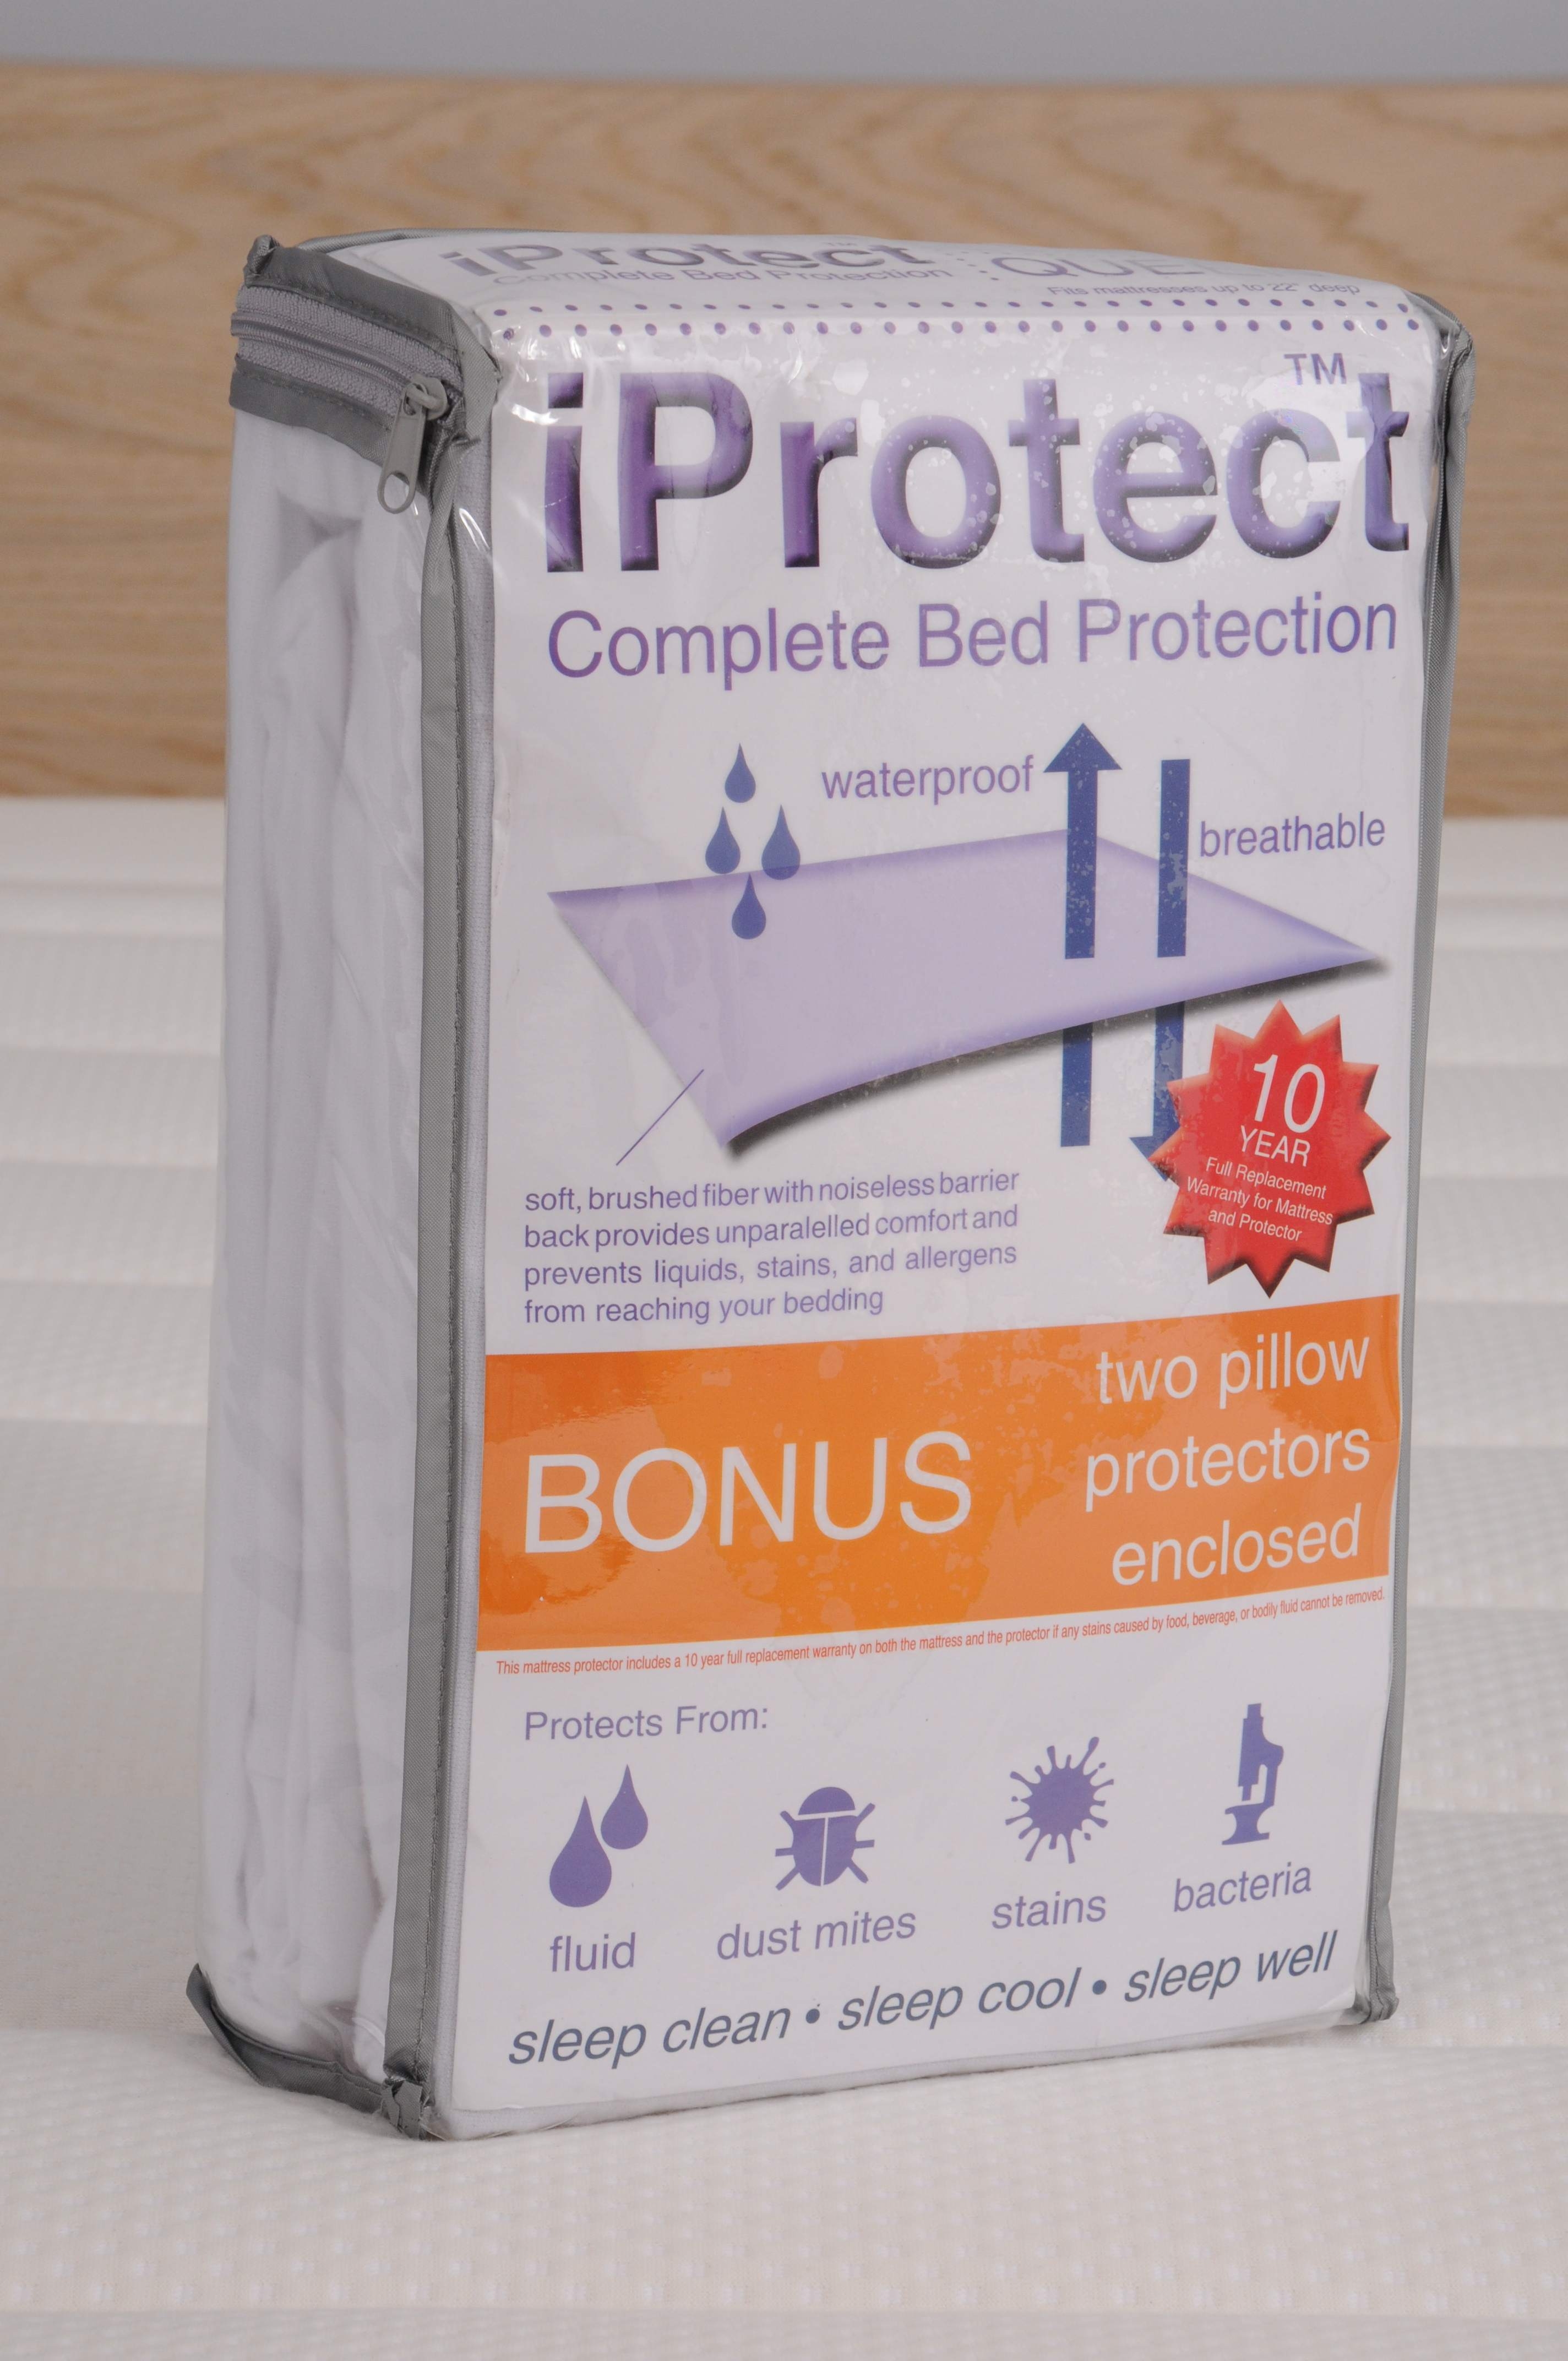 iProtect™
Complete Bed Protection
Fits mattresses up to 22" deep
iProtect™
Complete Bed Protection
waterproof
breathable
10
YEAR
Full Replacement
Warranty for Mattress
and Protector
soft, brushed fiber with noiseless barrier
back provides unparalelled comfort and
prevents liquids, stains, and allergens
from reaching your bedding
BONUS
two pillow
protectors
enclosed
This mattress protector includes a 10 year full replacement warranty on both the mattress and the protector if any stains caused by food, beverage, or bodily fluid cannot be removed.
Protects From:
fluid
dust mites
stains
bacteria
sleep clean • sleep cool • sleep well